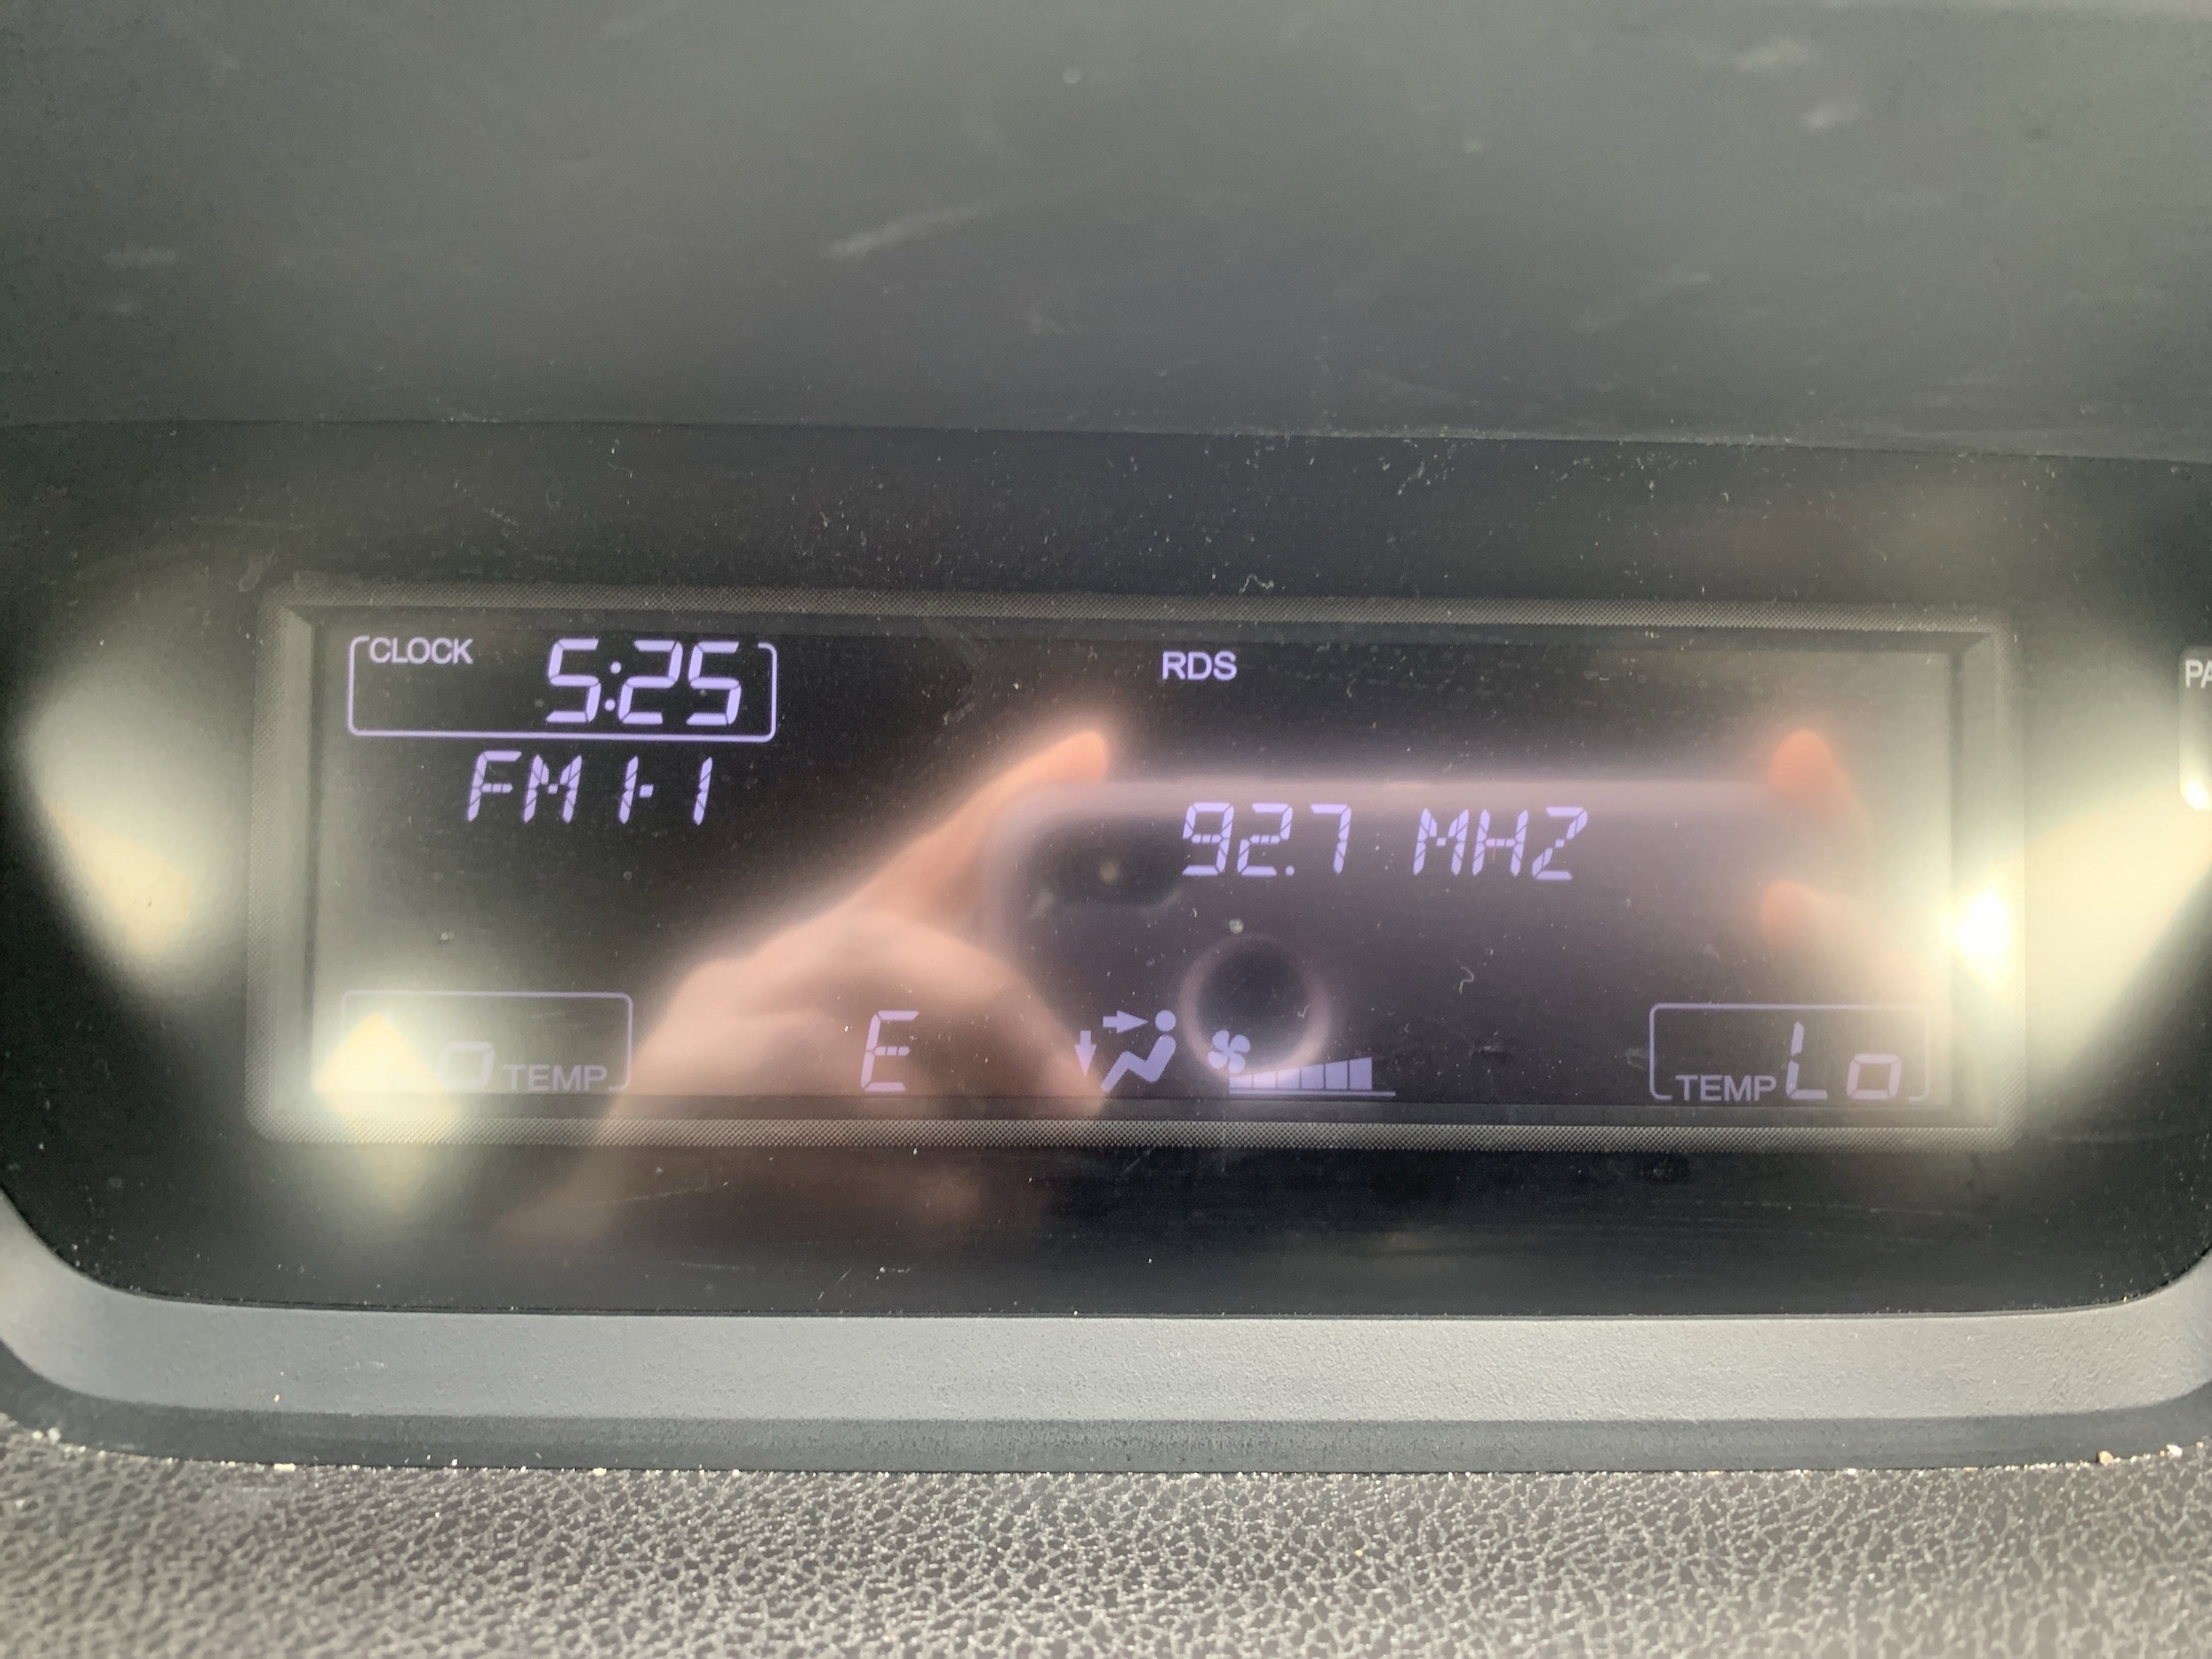 CLOCK 5:25
RDS
FM1-1
92.7 MHZ
TEMP
E
TEMP Lo